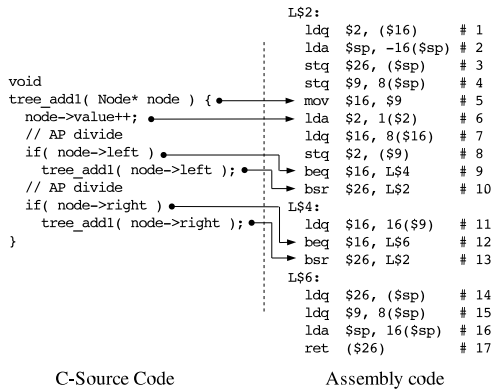 void
tree_add1( Node* node ) {
node->value++;
// AP divide
if( node->left )
tree_add1( node->left );
// AP divide
if( node->right )
tree_add1( node->right );
}
C-Source Code
L$2:
ldq $2, ($16) # 1
lda $sp, -16($sp) # 2
stq $26, ($sp) # 3
stq $9, 8($sp) # 4
mov $16, $9 # 5
lda $2, 1($2) # 6
ldq $16, 8($16) # 7
stq $2, ($9) # 8
beq $16, L$4 # 9
bsr $26, L$2 # 10
L$4:
ldq $16, 16($9) # 11
beq $16, L$6 # 12
bsr $26, L$2 # 13
L$6:
ldq $26, ($sp) # 14
ldq $9, 8($sp) # 15
lda $sp, 16($sp) # 16
ret ($26) # 17
Assembly code